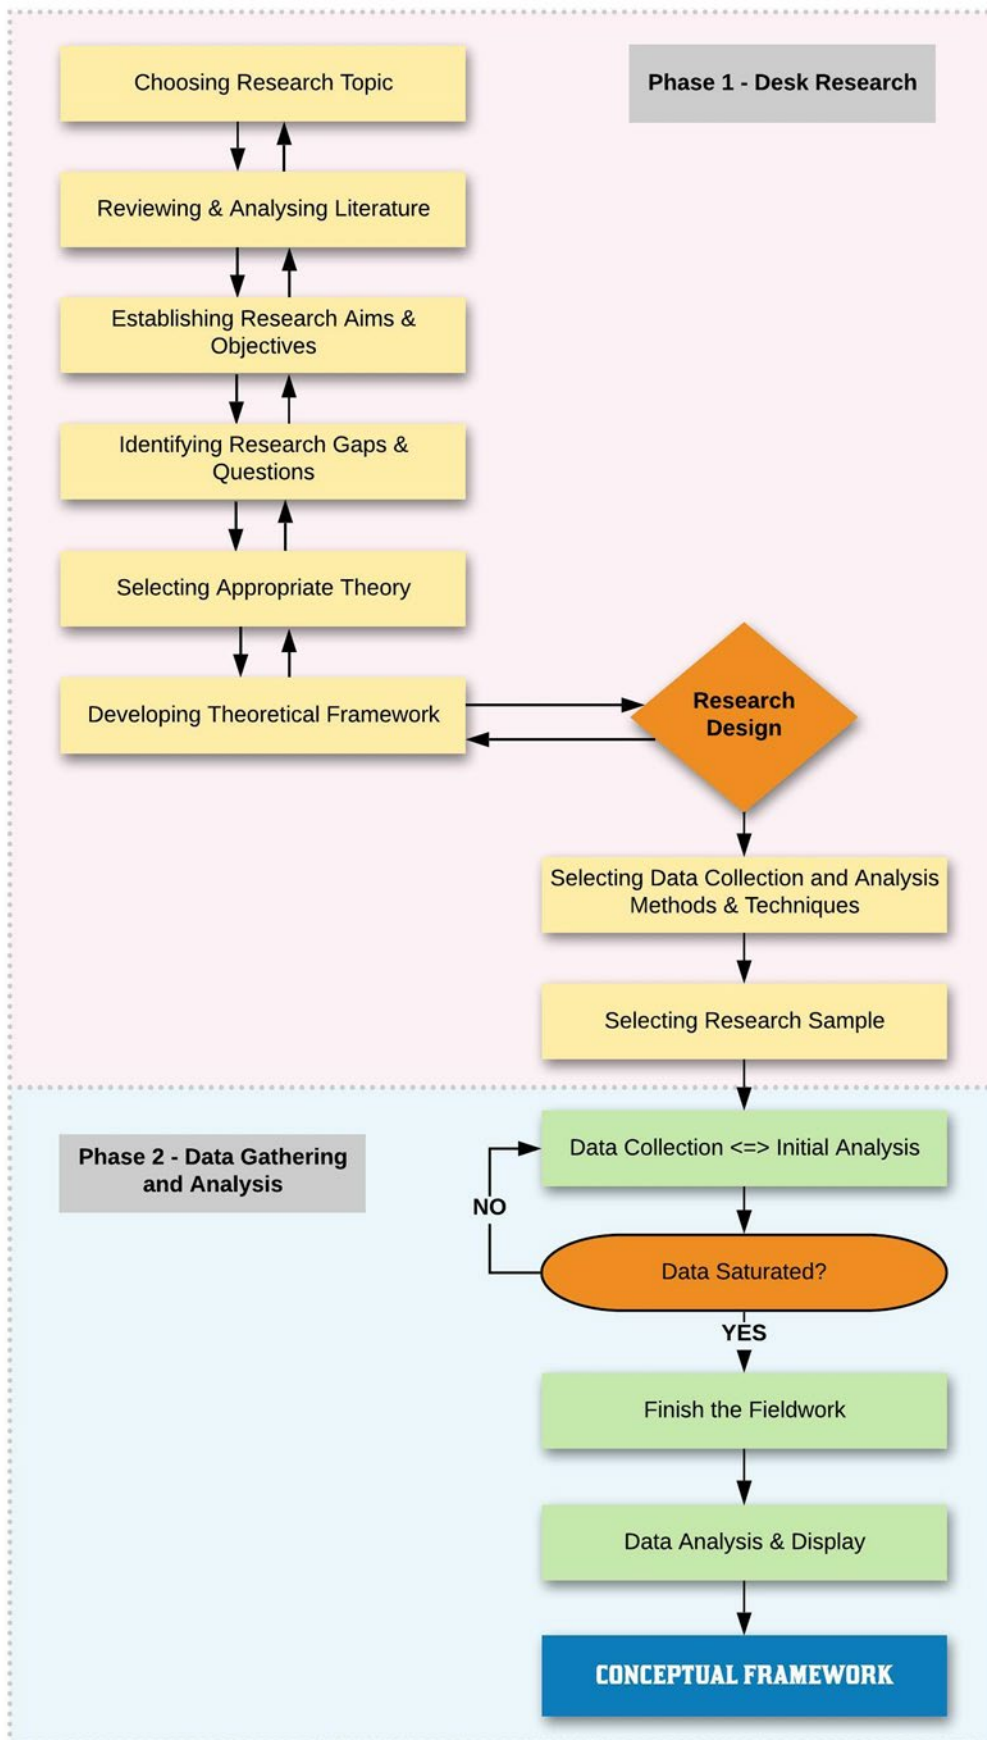 Choosing Research Topic
Phase 1 - Desk Research
Reviewing & Analysing Literature
Establishing Research Aims &
Objectives
Identifying Research Gaps &
Questions
Selecting Appropriate Theory
Developing Theoretical Framework
Research
Design
Selecting Data Collection and Analysis
Methods & Techniques
Selecting Research Sample
Phase 2 - Data Gathering
and Analysis
Data Collection <=> Initial Analysis
NO
Data Saturated?
YES
Finish the Fieldwork
Data Analysis & Display
CONCEPTUAL FRAMEWORK